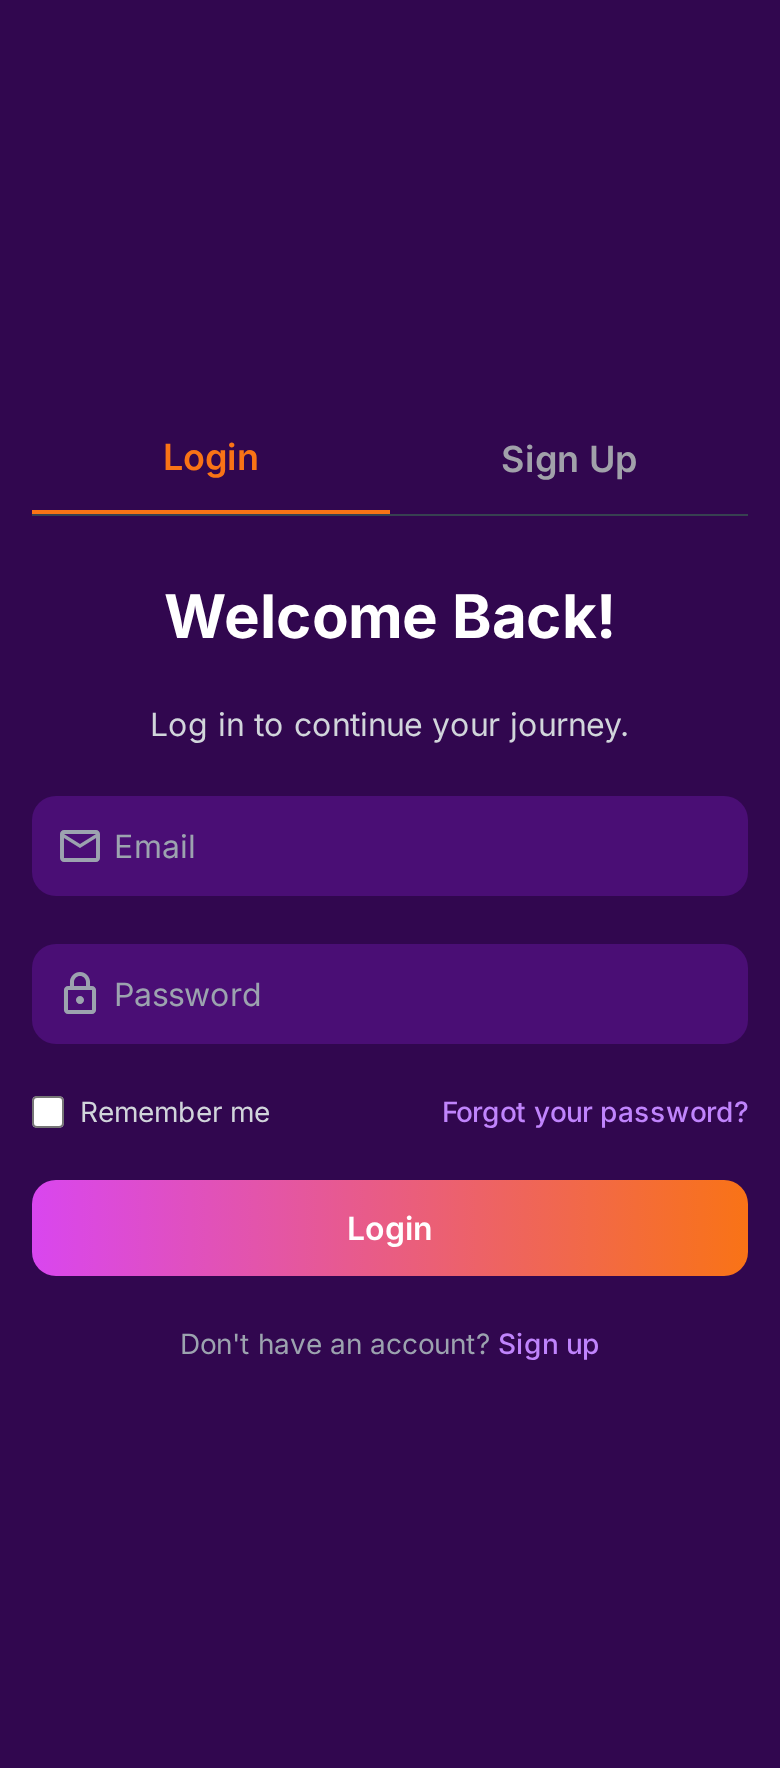 Login
Sign Up
Welcome Back!
Log in to continue your journey.
Email
Password
Remember me
Forgot your password?
Login
Don't have an account? Sign up